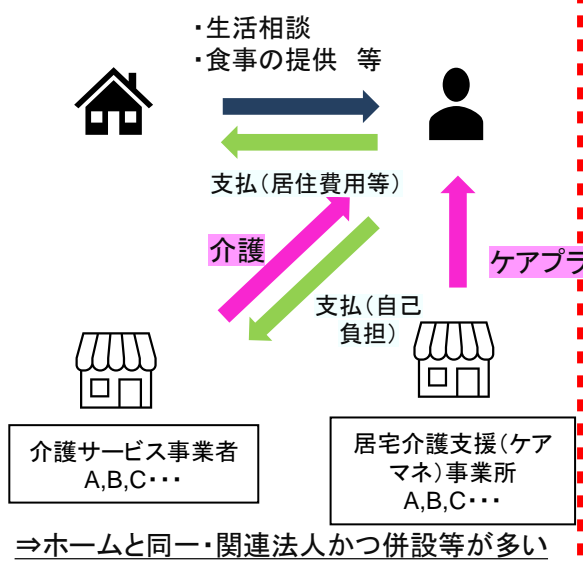 ・生活相談
・食事の提供　等
支払（居住費用等）
介護
ケアプラ
支払（自己
負担）
介護サービス事業者
A,B,C・・・
居宅介護支援（ケア
マネ）事業所
A,B,C・・・
⇒ホームと同一・関連法人かつ併設等が多い